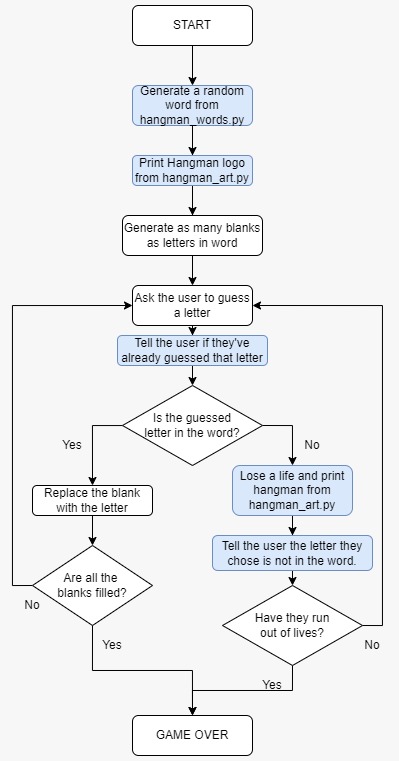 START
Generate a random
word from
hangman_words.py
Print Hangman logo
from hangman_art.py
Generate as many blanks
as letters in word
Ask the user to guess
a letter
Tell the user if they've
already guessed that letter
Is the guessed
letter in the word?
Yes
No
Replace the blank
with the letter
Lose a life and print
hangman from
hangman_art.py
Tell the user the letter they
chose is not in the word.
Are all the
blanks filled?
No
Yes
Have they run
out of lives?
No
Yes
GAME OVER